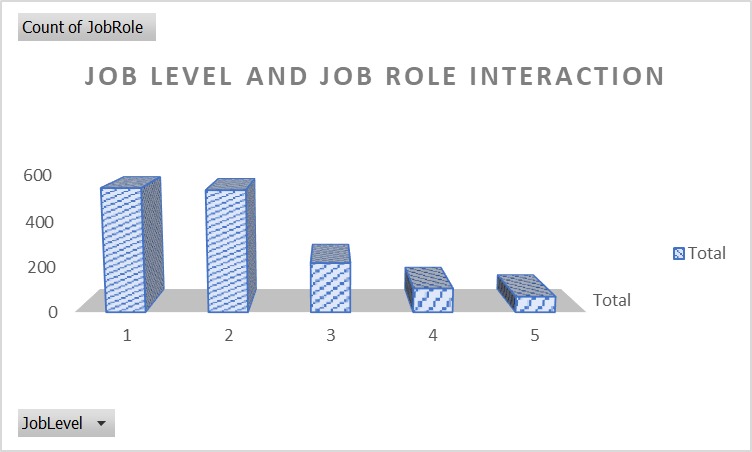 Count of JobRole
JOB LEVEL AND JOB ROLE INTERACTION
600
400
200
0
1 2 3 4 5
Total
Total
JobLevel